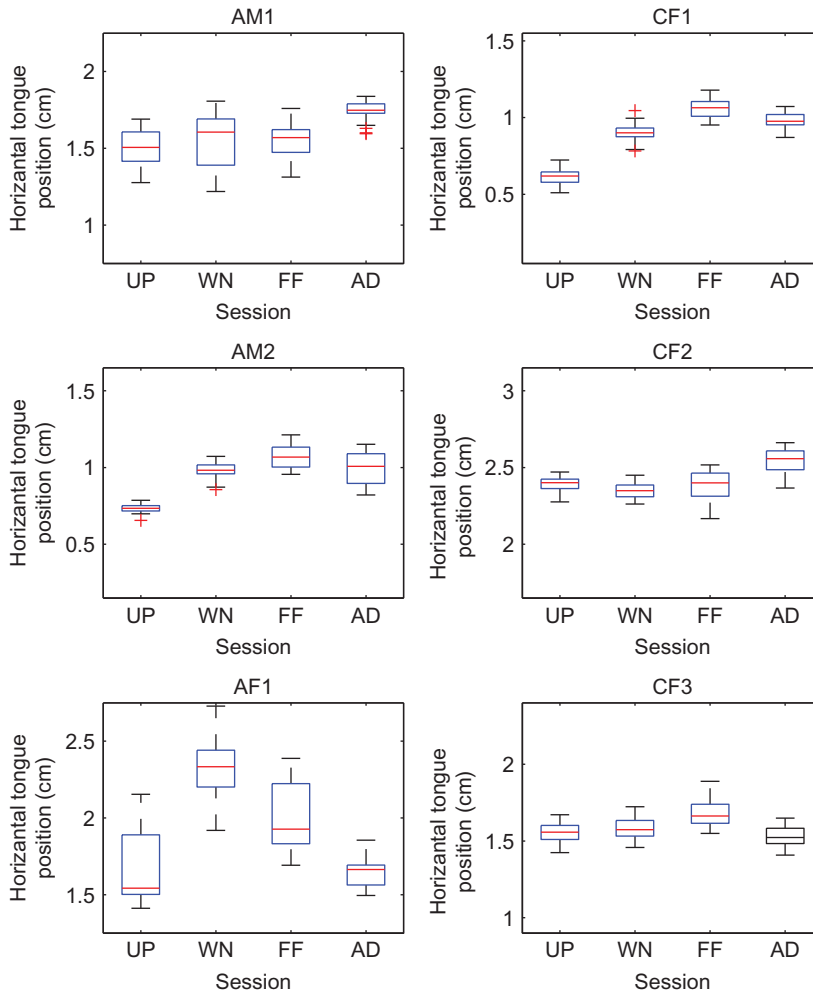 AM1
Horizantal tongue
position (cm)
2
1.5
1
UP WN FF AD
Session
CF1
Horizantal tongue
position (cm)
1.5
1
0.5
UP WN FF AD
Session
AM2
Horizantal tongue
position (cm)
1.5
1
0.5
UP WN FF AD
Session
CF2
Horizantal tongue
position (cm)
3
2.5
2
UP WN FF AD
Session
AF1
Horizantal tongue
position (cm)
2.5
2
1.5
UP WN FF AD
Session
CF3
Horizantal tongue
position (cm)
2
1.5
1
UP WN FF AD
Session